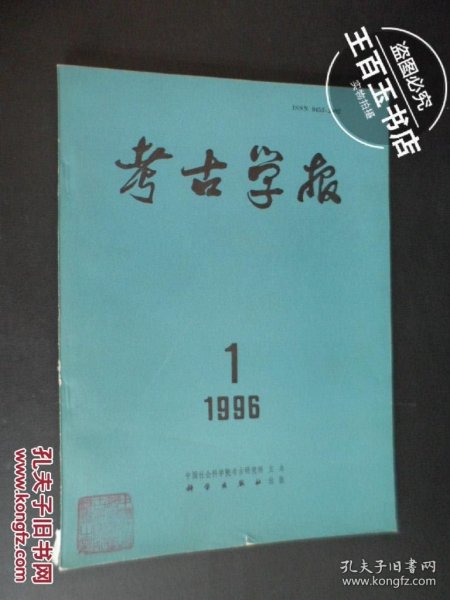 ISSN 0453-
考古学报
1
1996
中国社会科学院考古研究所 主办
科学出版社 出版
王百玉书店
盗图必究
实物拍摄
孔夫子旧书网
www.kongfz.com
孔夫子旧书网
www.kongfz.com